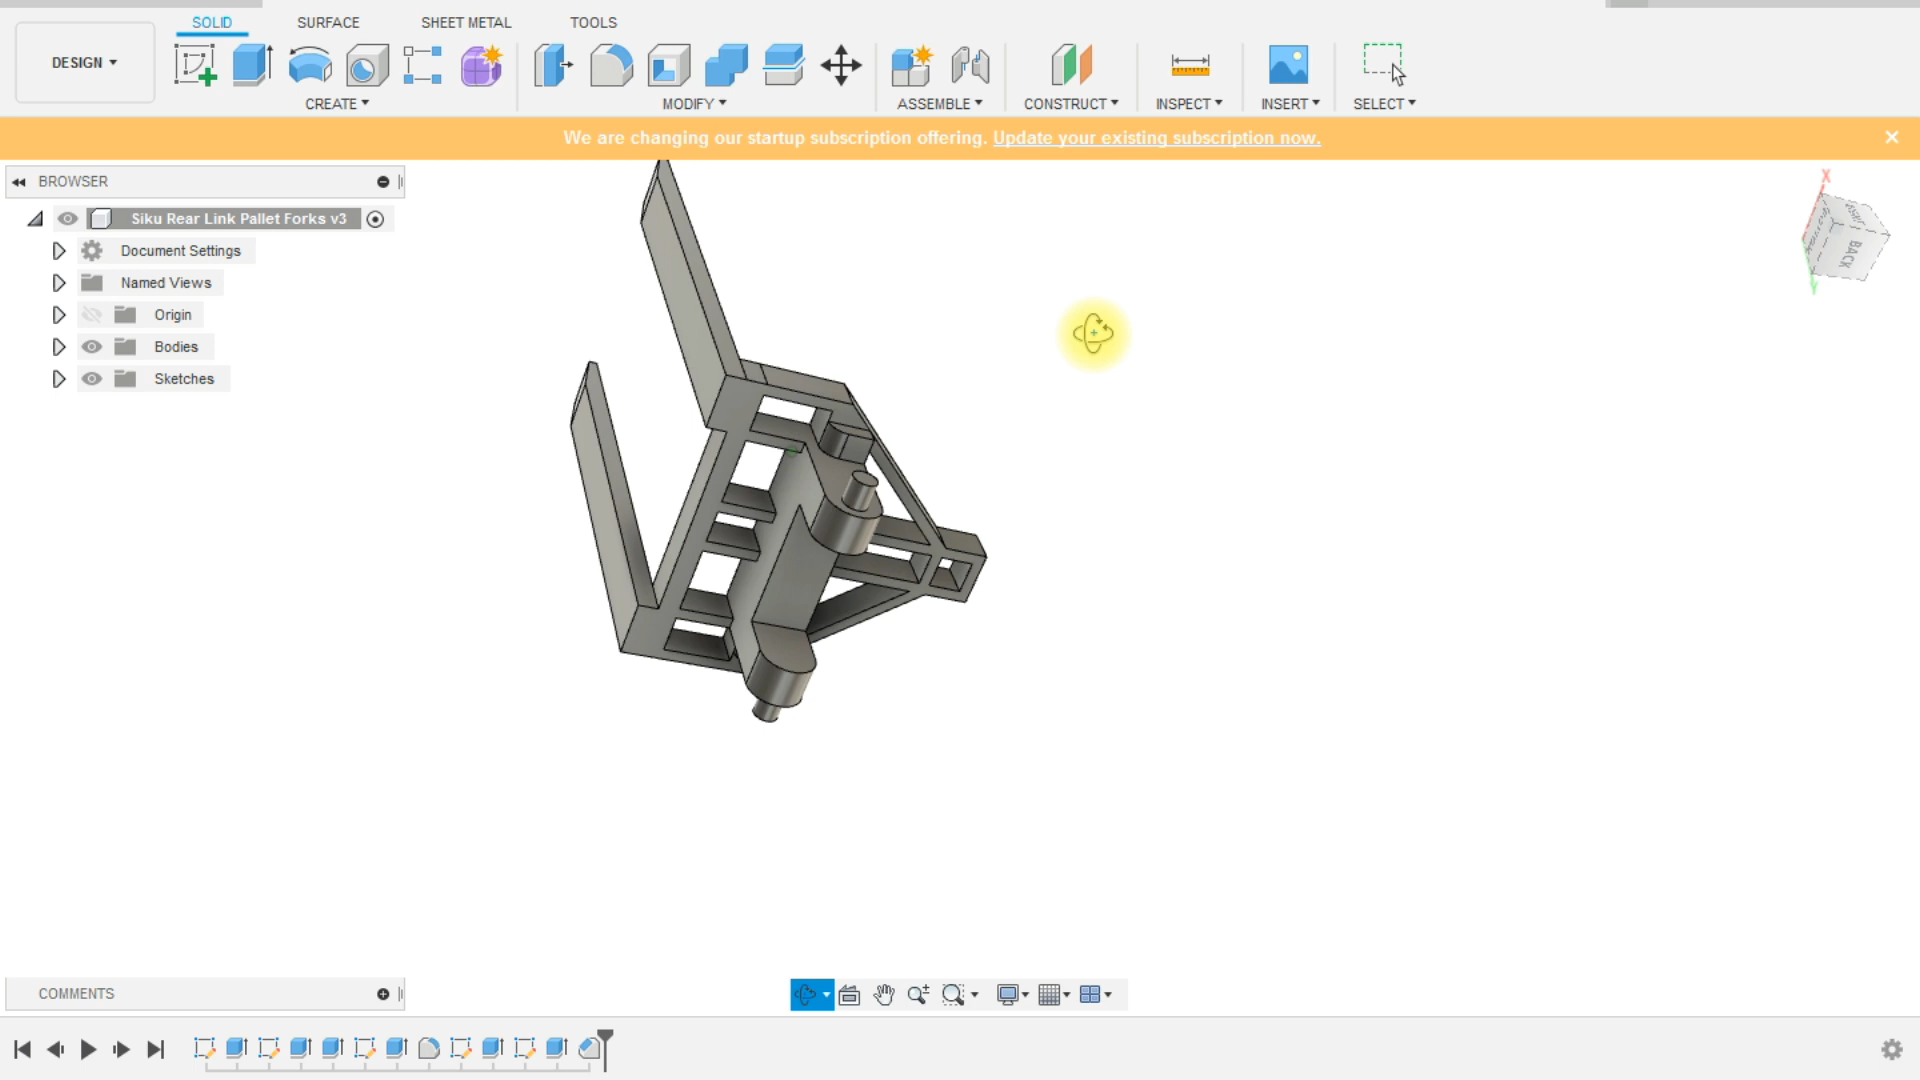 SOLID SURFACE SHEET METAL TOOLS
DESIGN
CREATE MODIFY ASSEMBLE CONSTRUCT INSPECT INSERT SELECT
We are changing our startup subscription offering. Update your existing subscription now.
BROWSER
Siku Rear Link Pallet Forks v3
Document Settings
Named Views
Origin
Bodies
Sketches
X
BACK
Y
COMMENTS